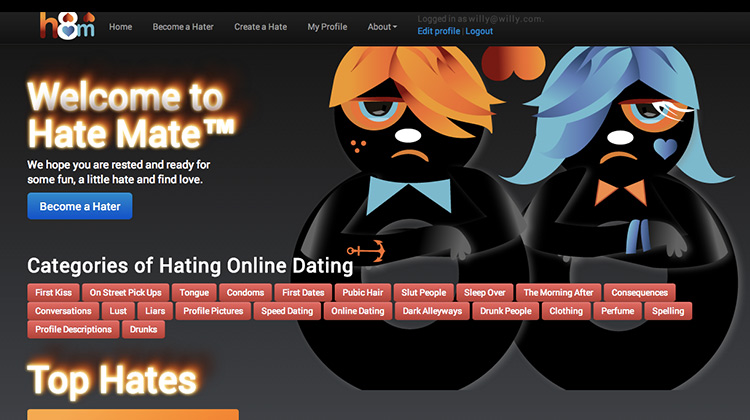 h8m Home Become a Hater Create a Hate My Profile About
Logged in as willy@willy.com.
Edit profile | Logout
Welcome to
Hate Mate™
We hope you are rested and ready for
some fun, a little hate and find love.
Become a Hater
Categories of Hating Online Dating
First Kiss On Street Pick Ups Tongue Condoms First Dates Pubic Hair Slut People Sleep Over The Morning After Consequences
Conversations Lust Liars Profile Pictures Speed Dating Online Dating Dark Alleyways Drunk People Clothing Perfume Spelling
Profile Descriptions Drunks
Top Hates